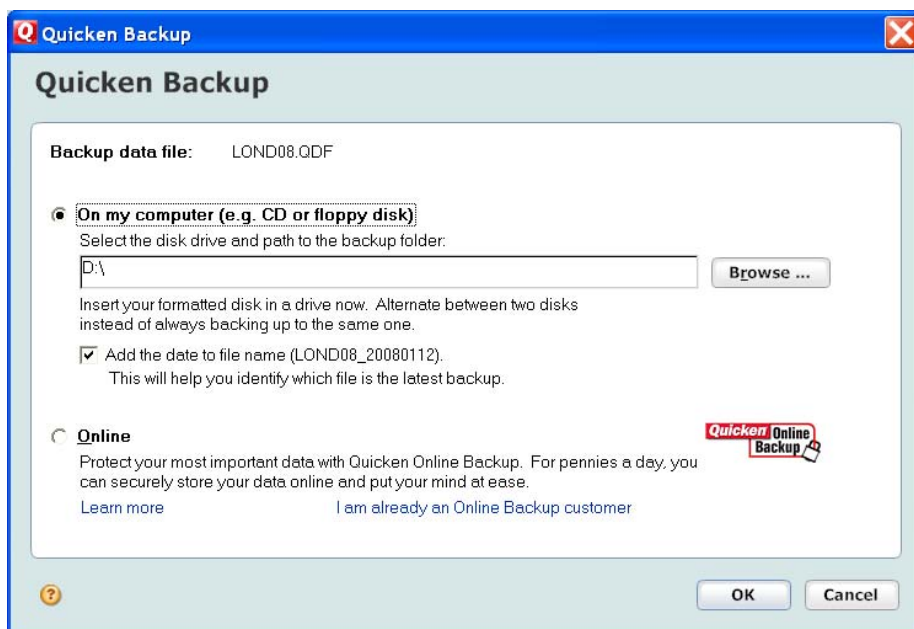 Quicken Backup
Quicken Backup
Backup data file: LOND08.QDF
On my computer (e.g. CD or floppy disk)
Select the disk drive and path to the backup folder:
D:\
Browse ...
Insert your formatted disk in a drive now. Alternate between two disks
instead of always backing up to the same one.
Add the date to file name (LOND08_20080112).
This will help you identify which file is the latest backup.
Online
Quicken Online
Backup
Protect your most important data with Quicken Online Backup. For pennies a day, you
can securely store your data online and put your mind at ease.
Learn more I am already an Online Backup customer
? OK Cancel